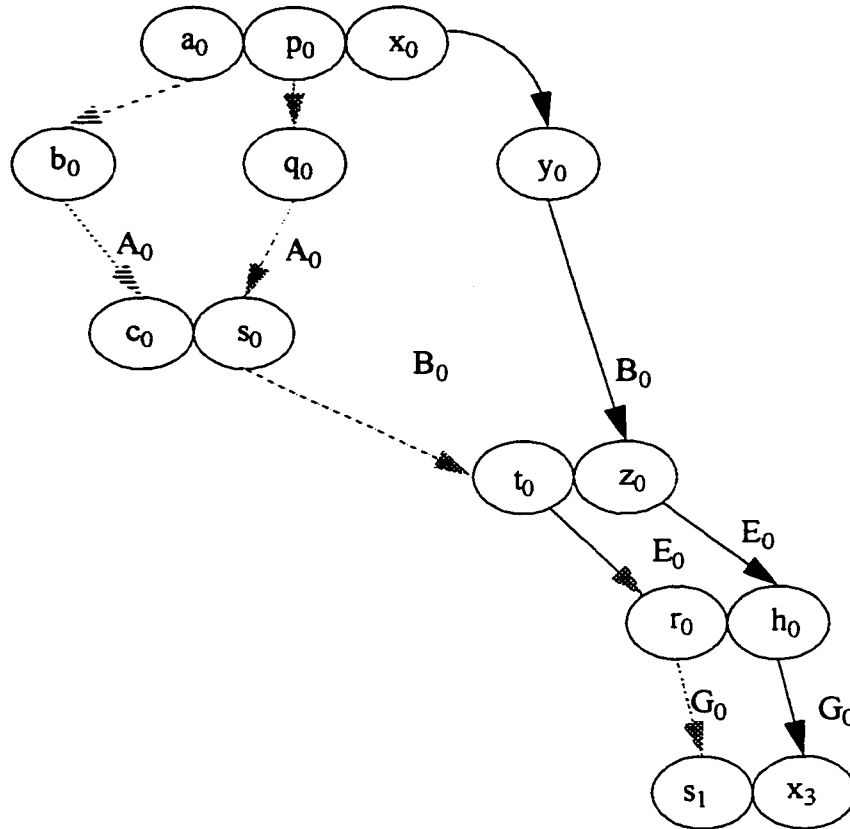 a₀ p₀ x₀
b₀ q₀ y₀
A₀ A₀
c₀ s₀
B₀ B₀
t₀ z₀
E₀ E₀
r₀ h₀
G₀ G₀
s₁ x₃